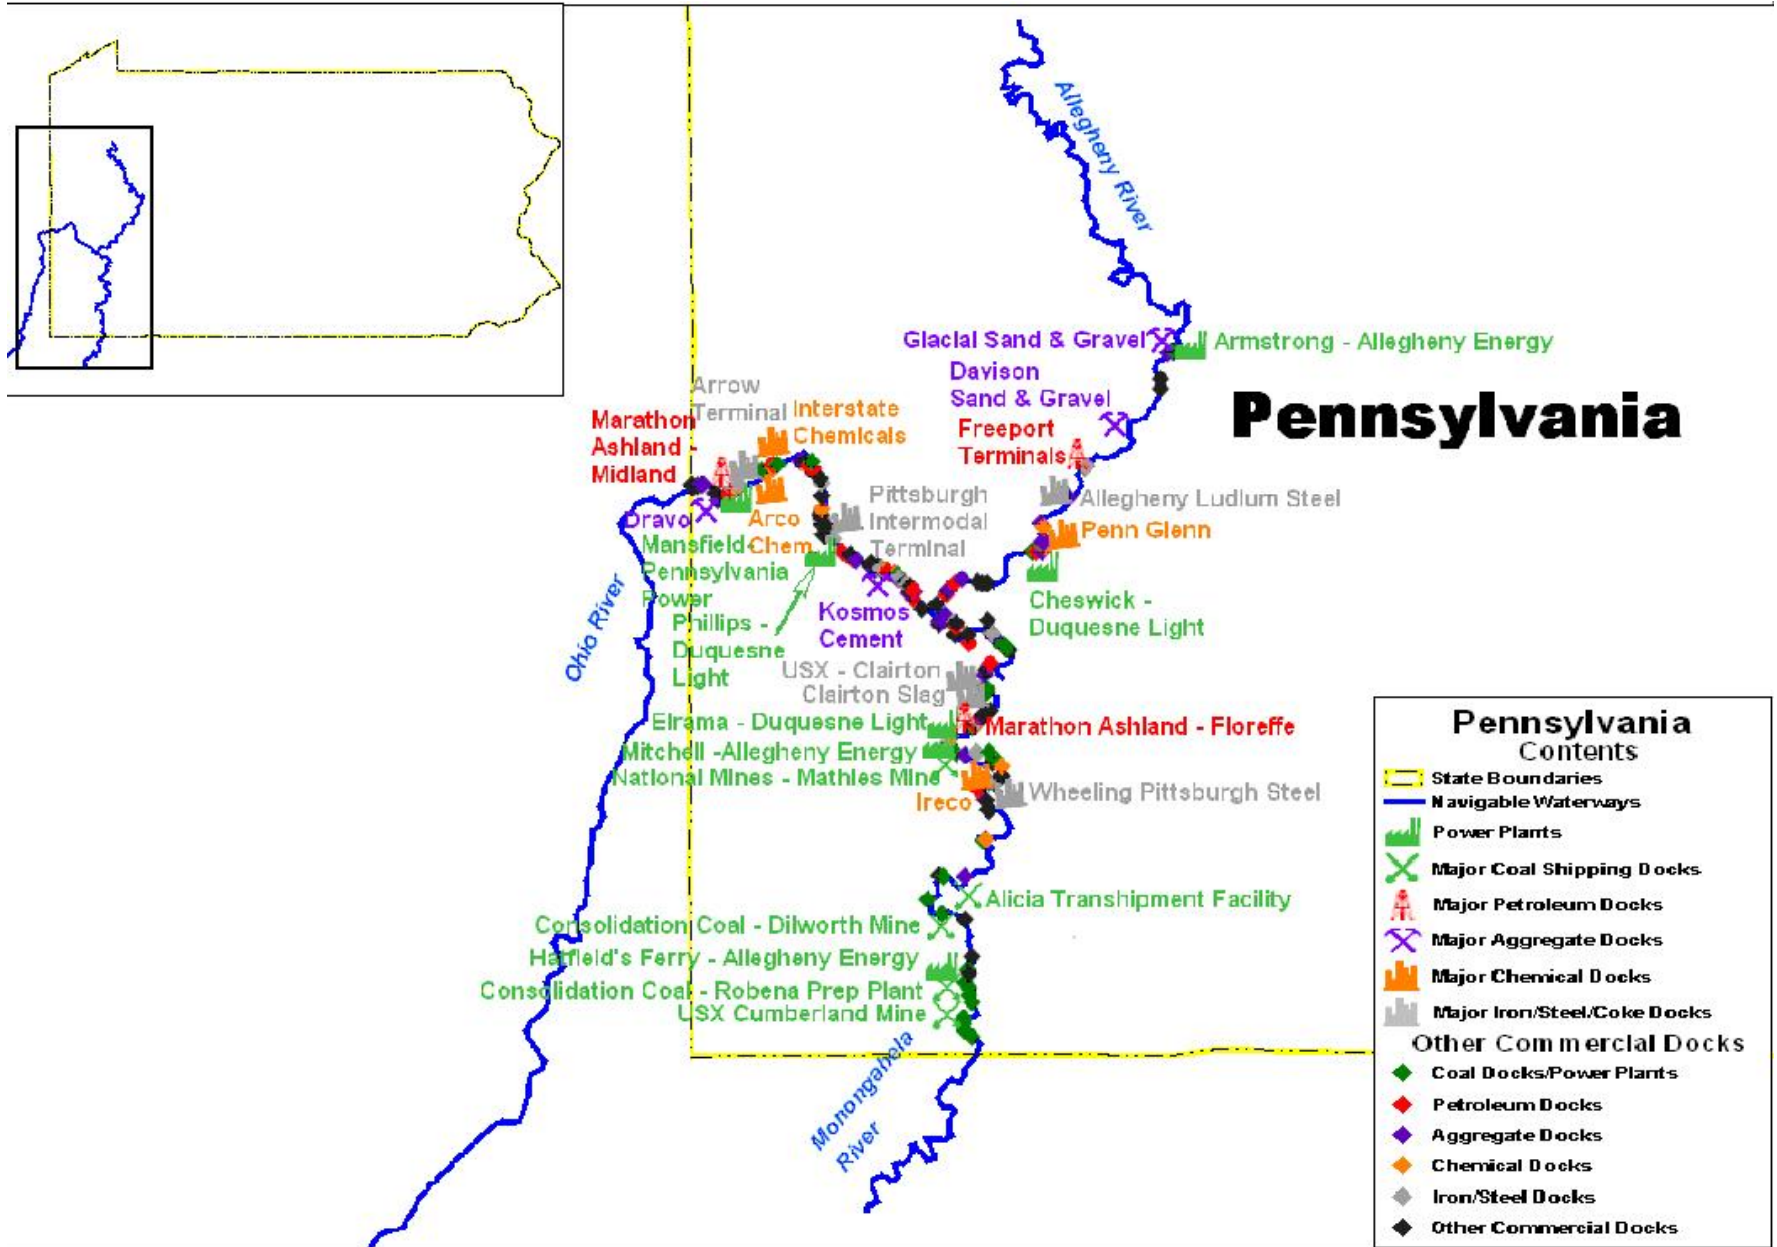 Allegheny River
Glacial Sand & Gravel
Armstrong - Allegheny Energy
Davison
Sand & Gravel
Pennsylvania
Arrow
Terminal
Interstate
Chemicals
Marathon
Ashland -
Midland
Freeport
Terminals
Pittsburgh
Intermodal
Terminal
Allegheny Ludlum Steel
Dravo
Arco
Chem
Penn Glenn
Mansfield-
Pennsylvania
Power
Ohio River
Kosmos
Cement
Cheswick -
Duquesne Light
Phillips -
Duquesne
Light
USX - Clairton
Clairton Slag
Elrama - Duquesne Light
Marathon Ashland - Floreffe
Mitchell -Allegheny Energy
National Mines - Mathies Mine
Ireco
Wheeling Pittsburgh Steel
Alicia Transhipment Facility
Consolidation Coal - Dilworth Mine
Hatfield's Ferry - Allegheny Energy
Consolidation Coal - Robena Prep Plant
USX Cumberland Mine
Monongahela
River
Pennsylvania
Contents
State Boundaries
Navigable Waterways
Power Plants
Major Coal Shipping Docks
Major Petroleum Docks
Major Aggregate Docks
Major Chemical Docks
Major Iron/Steel/Coke Docks
Other Commercial Docks
Coal Docks/Power Plants
Petroleum Docks
Aggregate Docks
Chemical Docks
Iron/Steel Docks
Other Commercial Docks